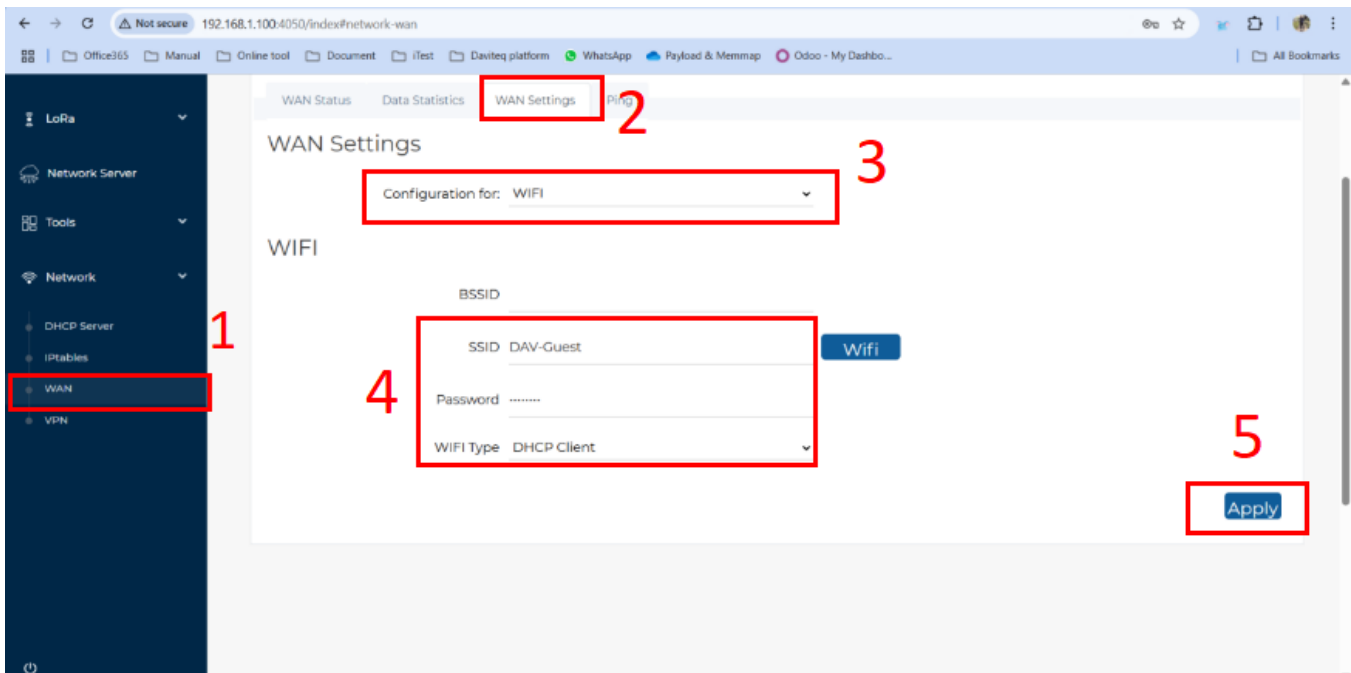 Not secure 192.168.1.100:4050/index#network-wan
Office365 Manual Online tool Document iTest Daviteq platform WhatsApp Payload & Memmap Odoo - My Dashbo... All Bookmarks
WAN Status Data Statistics WAN Settings Ping
2
LoRa
WAN Settings
3
Network Server
Configuration for: WIFI
Tools
WIFI
Network
BSSID
DHCP Server
1
SSID DAV-Guest Wifi
IPtables
WAN
4
Password ········
VPN
WIFI Type DHCP Client
5
Apply